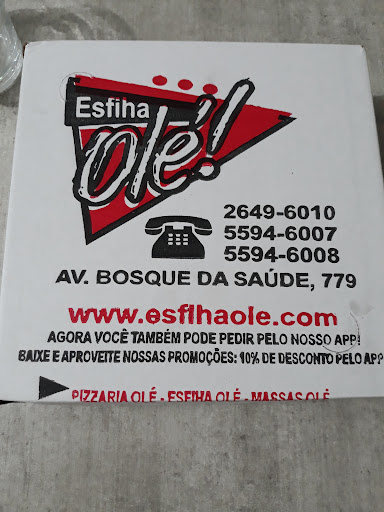 Esfiha
olé!
2649-6010
5594-6007
5594-6008
AV. BOSQUE DA SAÚDE, 779
www.esfihaole.com
AGORA VOCÊ TAMBÉM PODE PEDIR PELO NOSSO APP!
BAIXE E APROVEITE NOSSAS PROMOÇÕES: 10% DE DESCONTO PELO APP
PIZZARIA OLÉ - ESFIHA OLÉ - MASSAS OLÉ